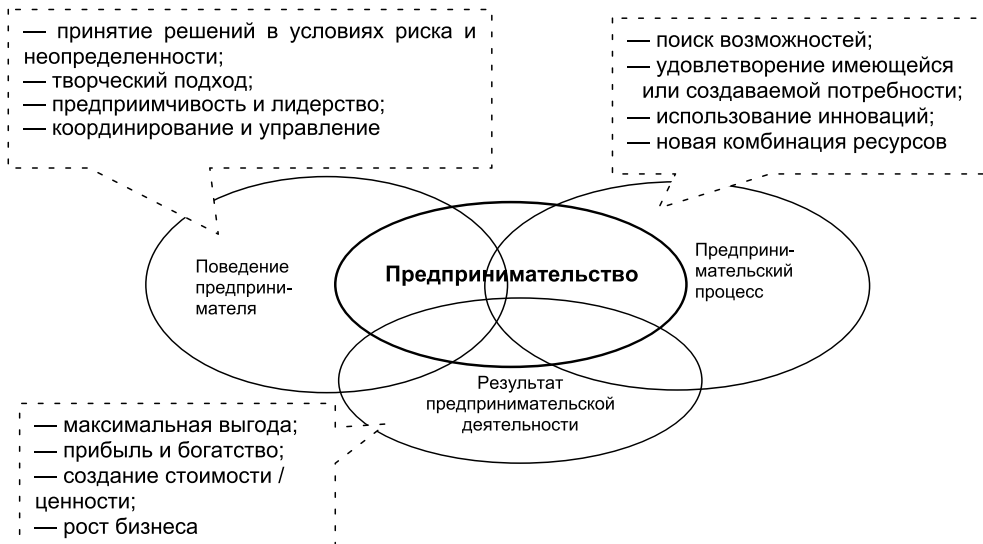 — принятие решений в условиях риска и
неопределенности;
— творческий подход;
— предприимчивость и лидерство;
— координирование и управление
— поиск возможностей;
— удовлетворение имеющейся
или создаваемой потребности;
— использование инноваций;
— новая комбинация ресурсов
Поведение
предприни-
мателя
Предпринимательство
Предприни-
мательский
процесс
Результат
предпринимательской
деятельности
— максимальная выгода;
— прибыль и богатство;
— создание стоимости /
ценности;
— рост бизнеса